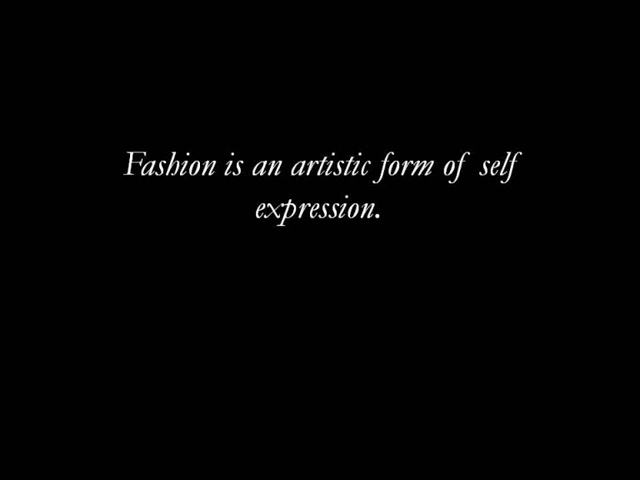 Fashion is an artistic form of self
expression.